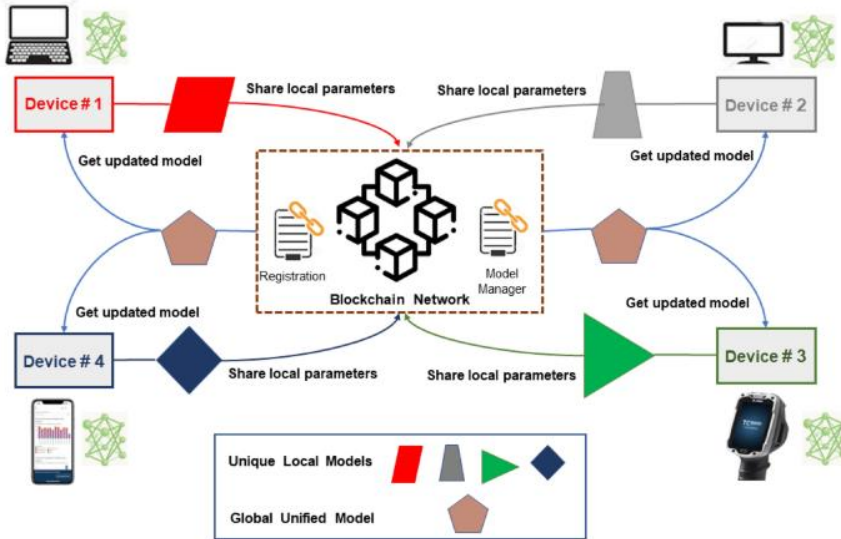 Device # 1
Share local parameters
Share local parameters
Device # 2
Get updated model
Get updated model
Registration
Model
Manager
Blockchain Network
Get updated model
Get updated model
Device # 4
Share local parameters
Share local parameters
Device # 3
Unique Local Models
Global Unified Model